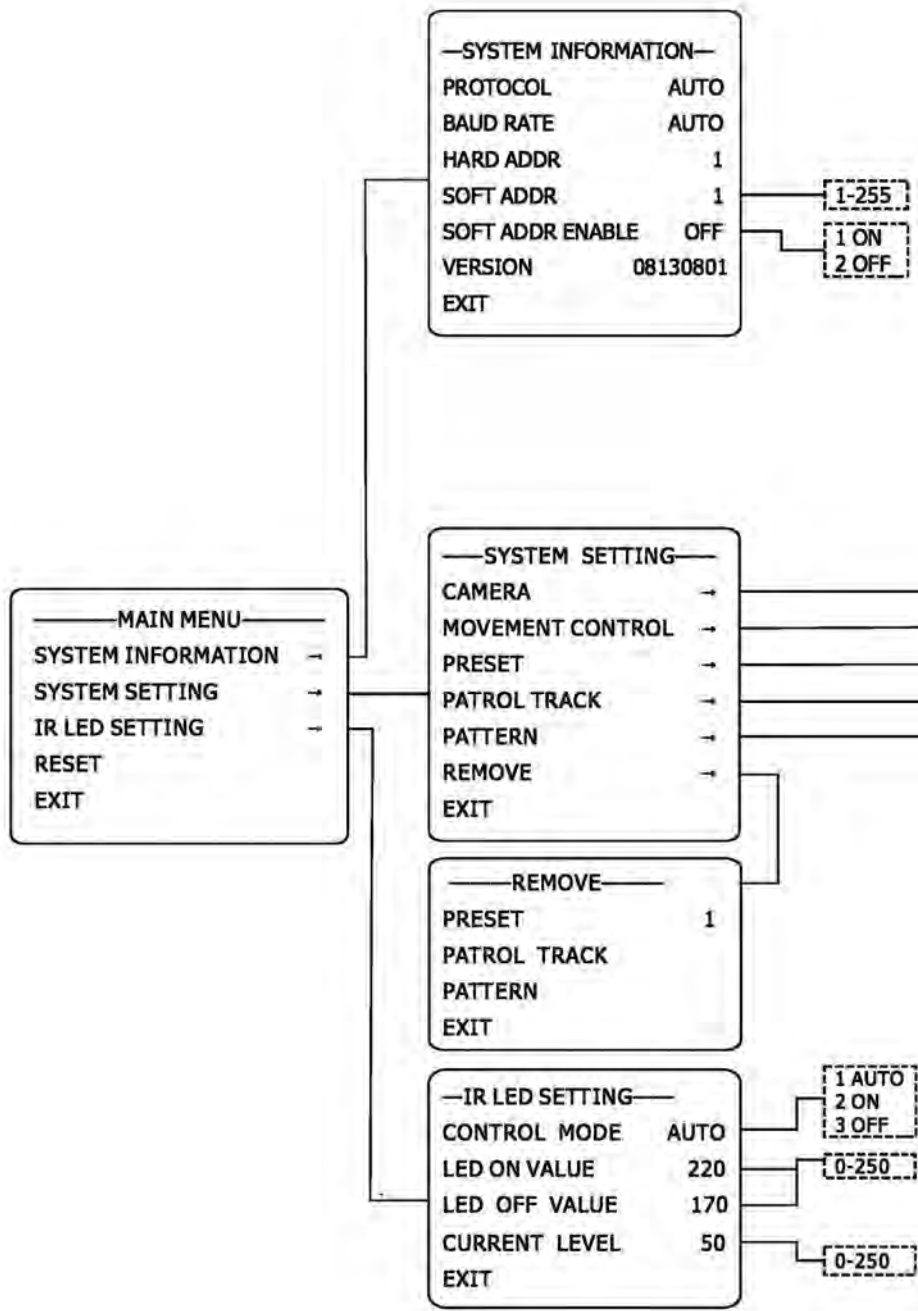 SYSTEM INFORMATION
PROTOCOL AUTO
BAUD RATE AUTO
HARD ADDR 1
SOFT ADDR 1
SOFT ADDR ENABLE OFF
VERSION 08130801
EXIT
1-255
1 ON
2 OFF
MAIN MENU
SYSTEM INFORMATION →
SYSTEM SETTING →
IR LED SETTING →
RESET
EXIT
SYSTEM SETTING
CAMERA →
MOVEMENT CONTROL →
PRESET →
PATROL TRACK →
PATTERN →
REMOVE →
EXIT
REMOVE
PRESET 1
PATROL TRACK
PATTERN
EXIT
IR LED SETTING
CONTROL MODE AUTO
LED ON VALUE 220
LED OFF VALUE 170
CURRENT LEVEL 50
EXIT
1 AUTO
2 ON
3 OFF
0-250
0-250